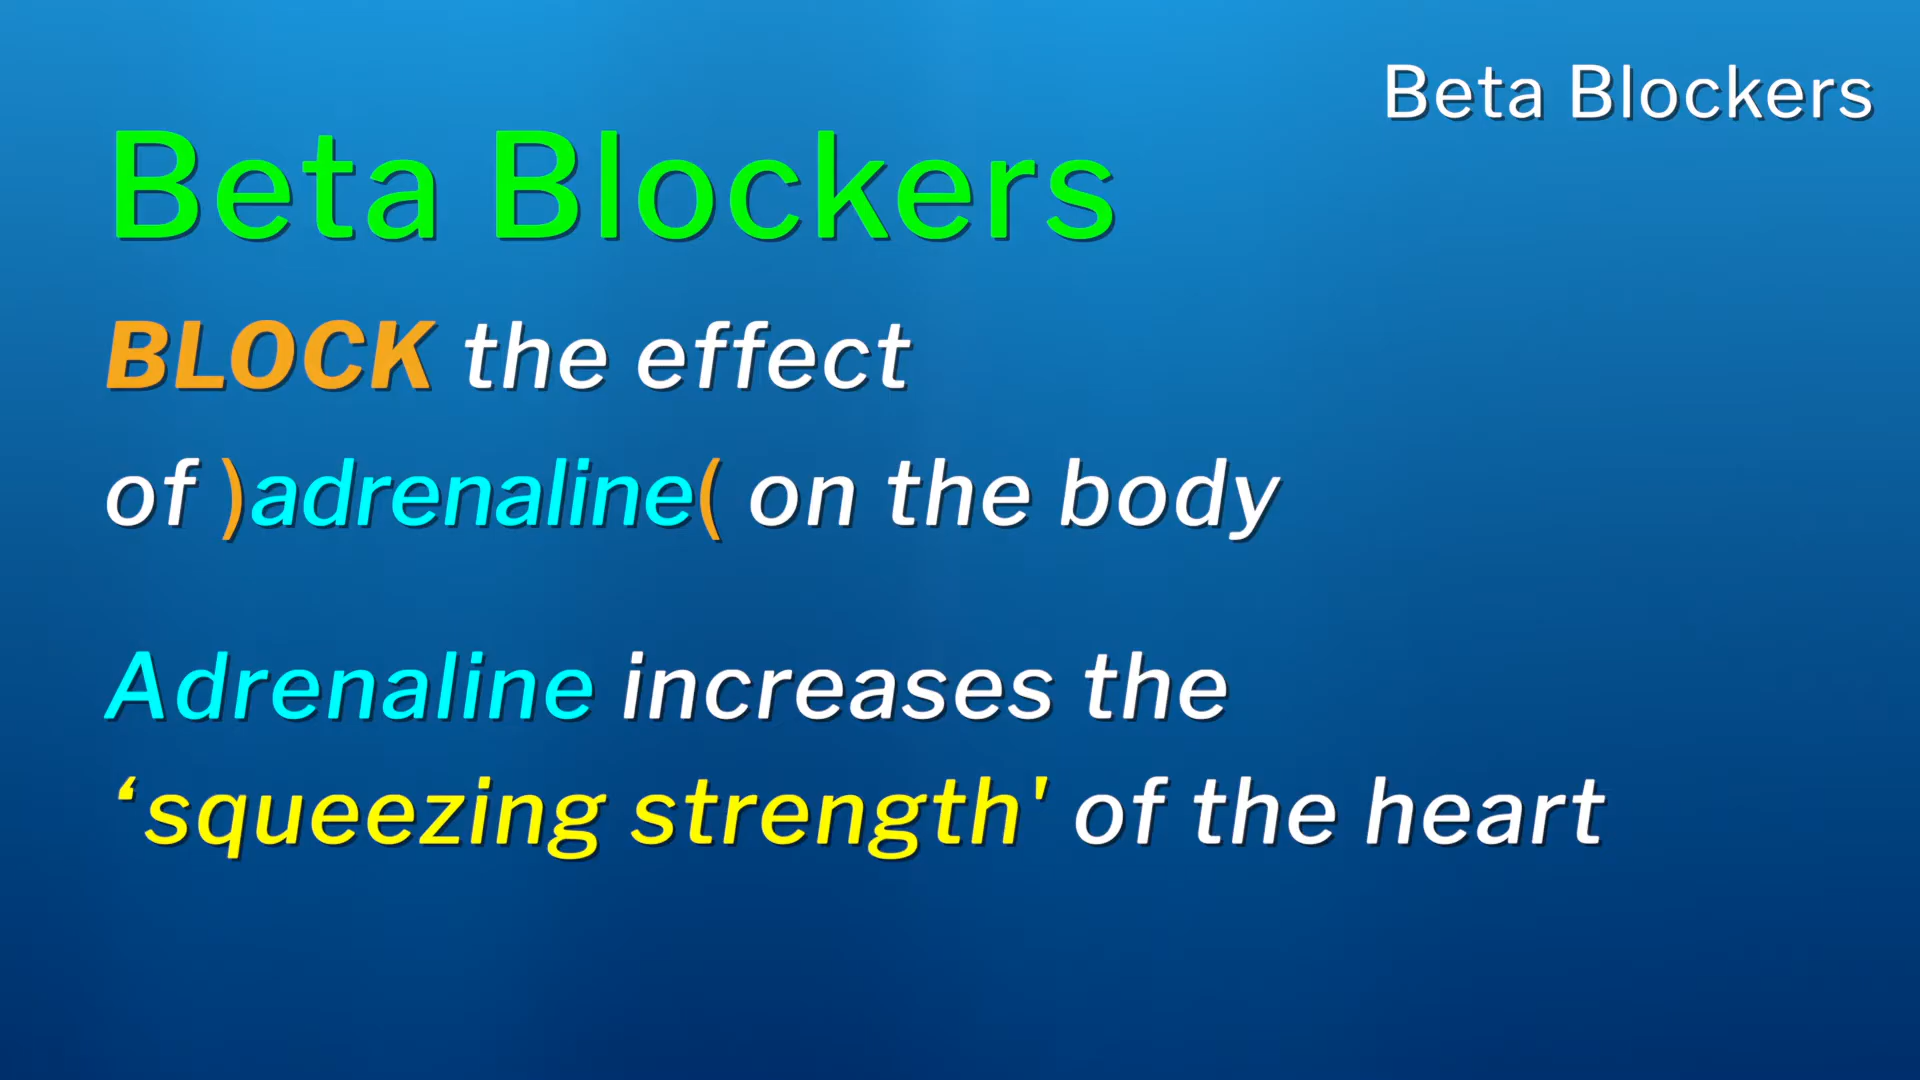 Beta Blockers
Beta Blockers
BLOCK the effect
of )adrenaline( on the body
Adrenaline increases the
‘squeezing strength' of the heart